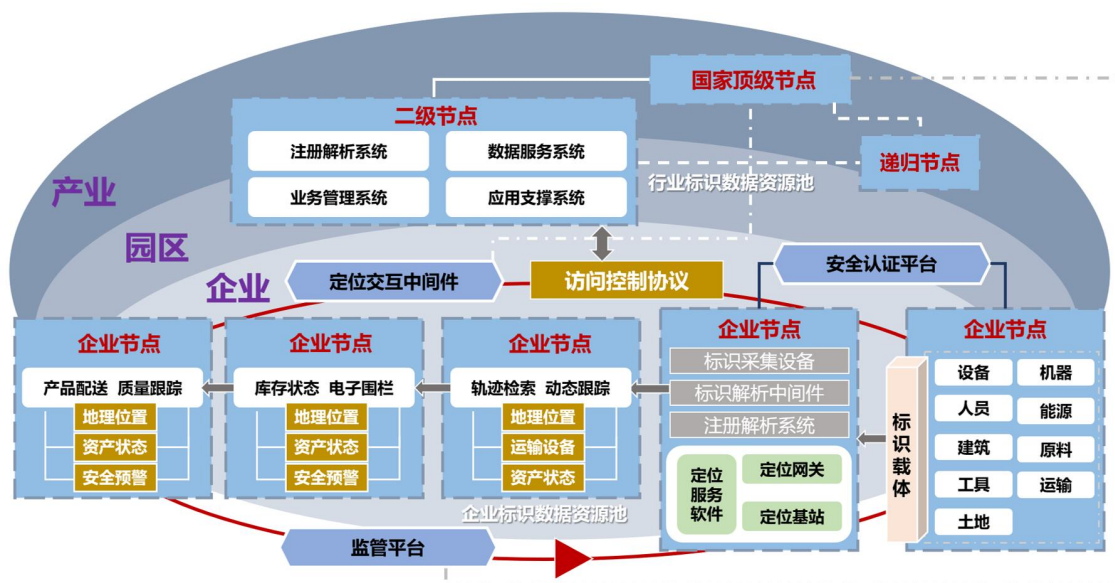 国家顶级节点
二级节点
注册解析系统
数据服务系统
业务管理系统
应用支撑系统
递归节点
行业标识数据资源池
产业
园区
企业
定位交互中间件
访问控制协议
安全认证平台
企业节点
产品配送 质量跟踪
地理位置
资产状态
安全预警
企业节点
库存状态 电子围栏
地理位置
资产状态
安全预警
企业节点
轨迹检索 动态跟踪
地理位置
运输设备
资产状态
企业节点
标识采集设备
标识解析中间件
注册解析系统
定位
服务
软件
定位网关
定位基站
企业节点
标识载体
设备
机器
人员
能源
建筑
原料
工具
运输
土地
企业标识数据资源池
监管平台